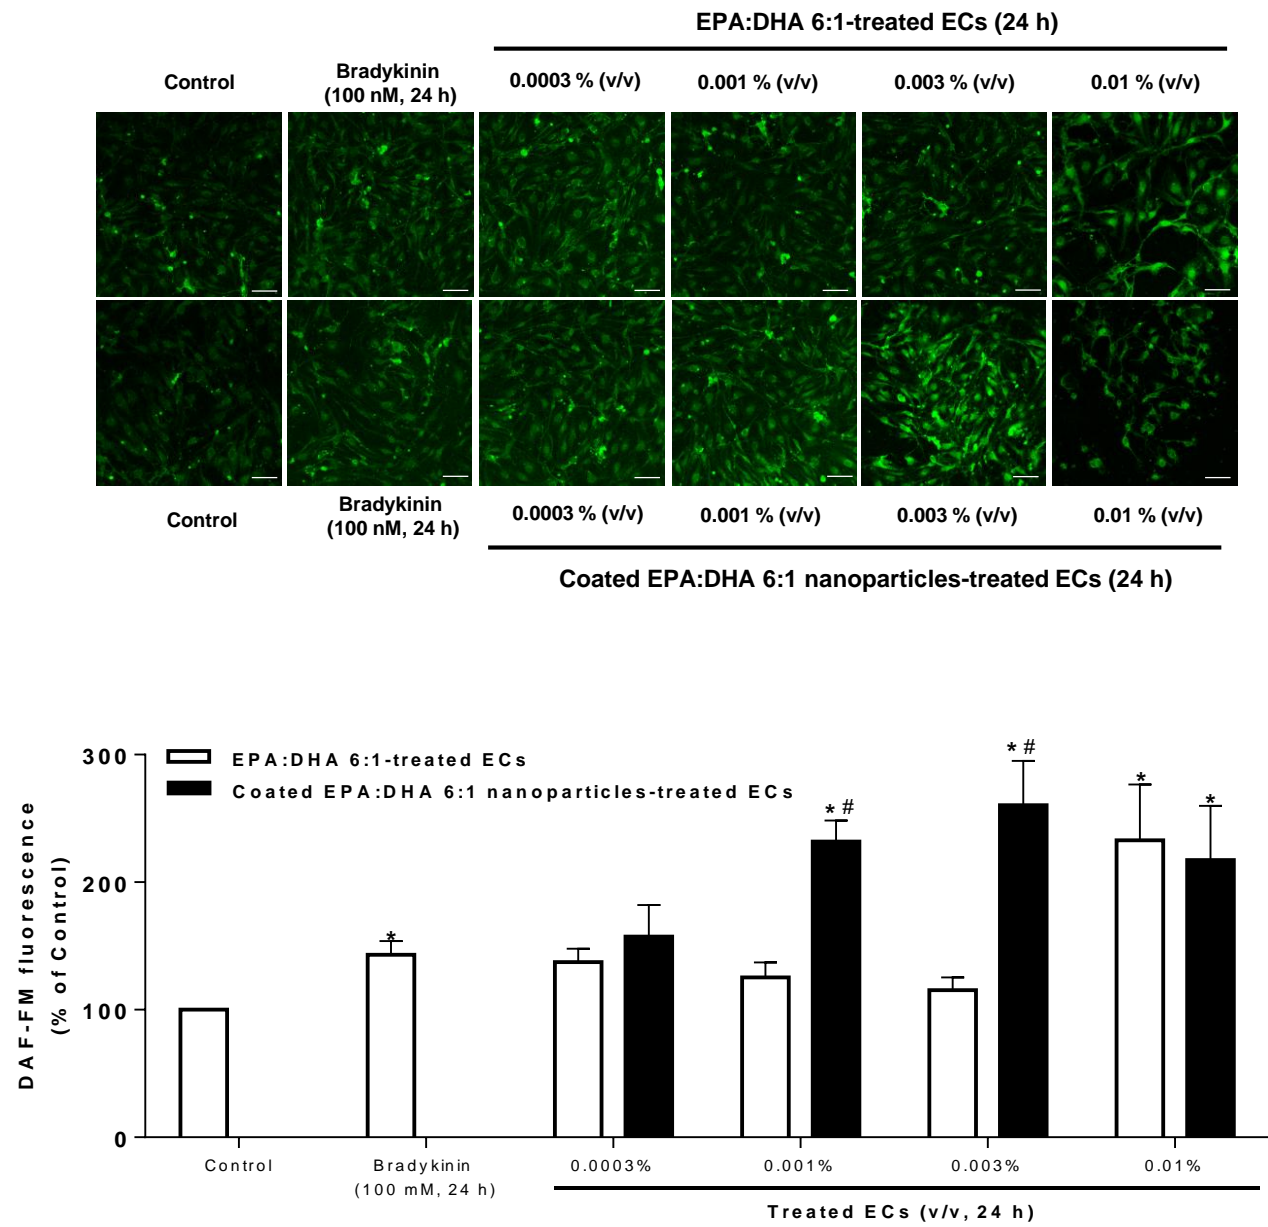 EPA:DHA 6:1-treated ECs (24 h)
Control
Bradykinin
(100 nM, 24 h)
0.0003 % (v/v)
0.001 % (v/v)
0.003 % (v/v)
0.01 % (v/v)
Control
Bradykinin
(100 nM, 24 h)
0.0003 % (v/v)
0.001 % (v/v)
0.003 % (v/v)
0.01 % (v/v)
Coated EPA:DHA 6:1 nanoparticles-treated ECs (24 h)
DAF-FM fluorescence
(% of Control)
300
200
100
0
EPA:DHA 6:1-treated ECs
Coated EPA:DHA 6:1 nanoparticles-treated ECs
*
* #
* #
*
*
Control
Bradykinin
(100 mM, 24 h)
0.0003%
0.001%
0.003%
0.01%
Treated ECs (v/v, 24 h)